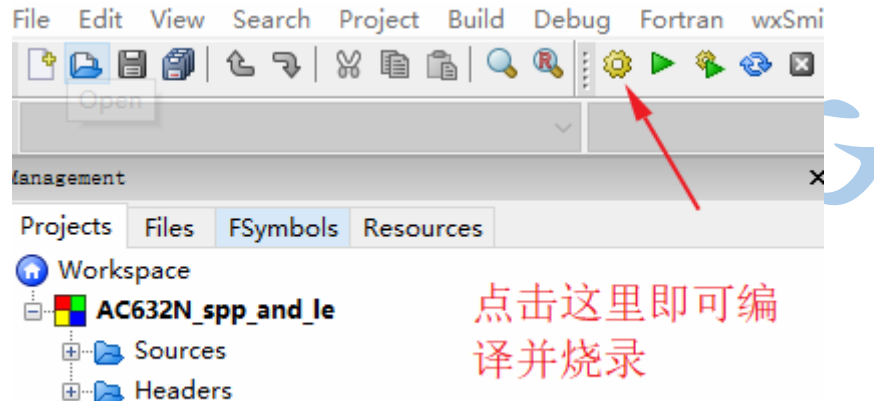 File Edit View Search Project Build Debug Fortran wxSmi
Open
Management
Projects Files FSymbols Resources
Workspace
AC632N_spp_and_le
Sources
Headers
点击这里即可编
译并烧录